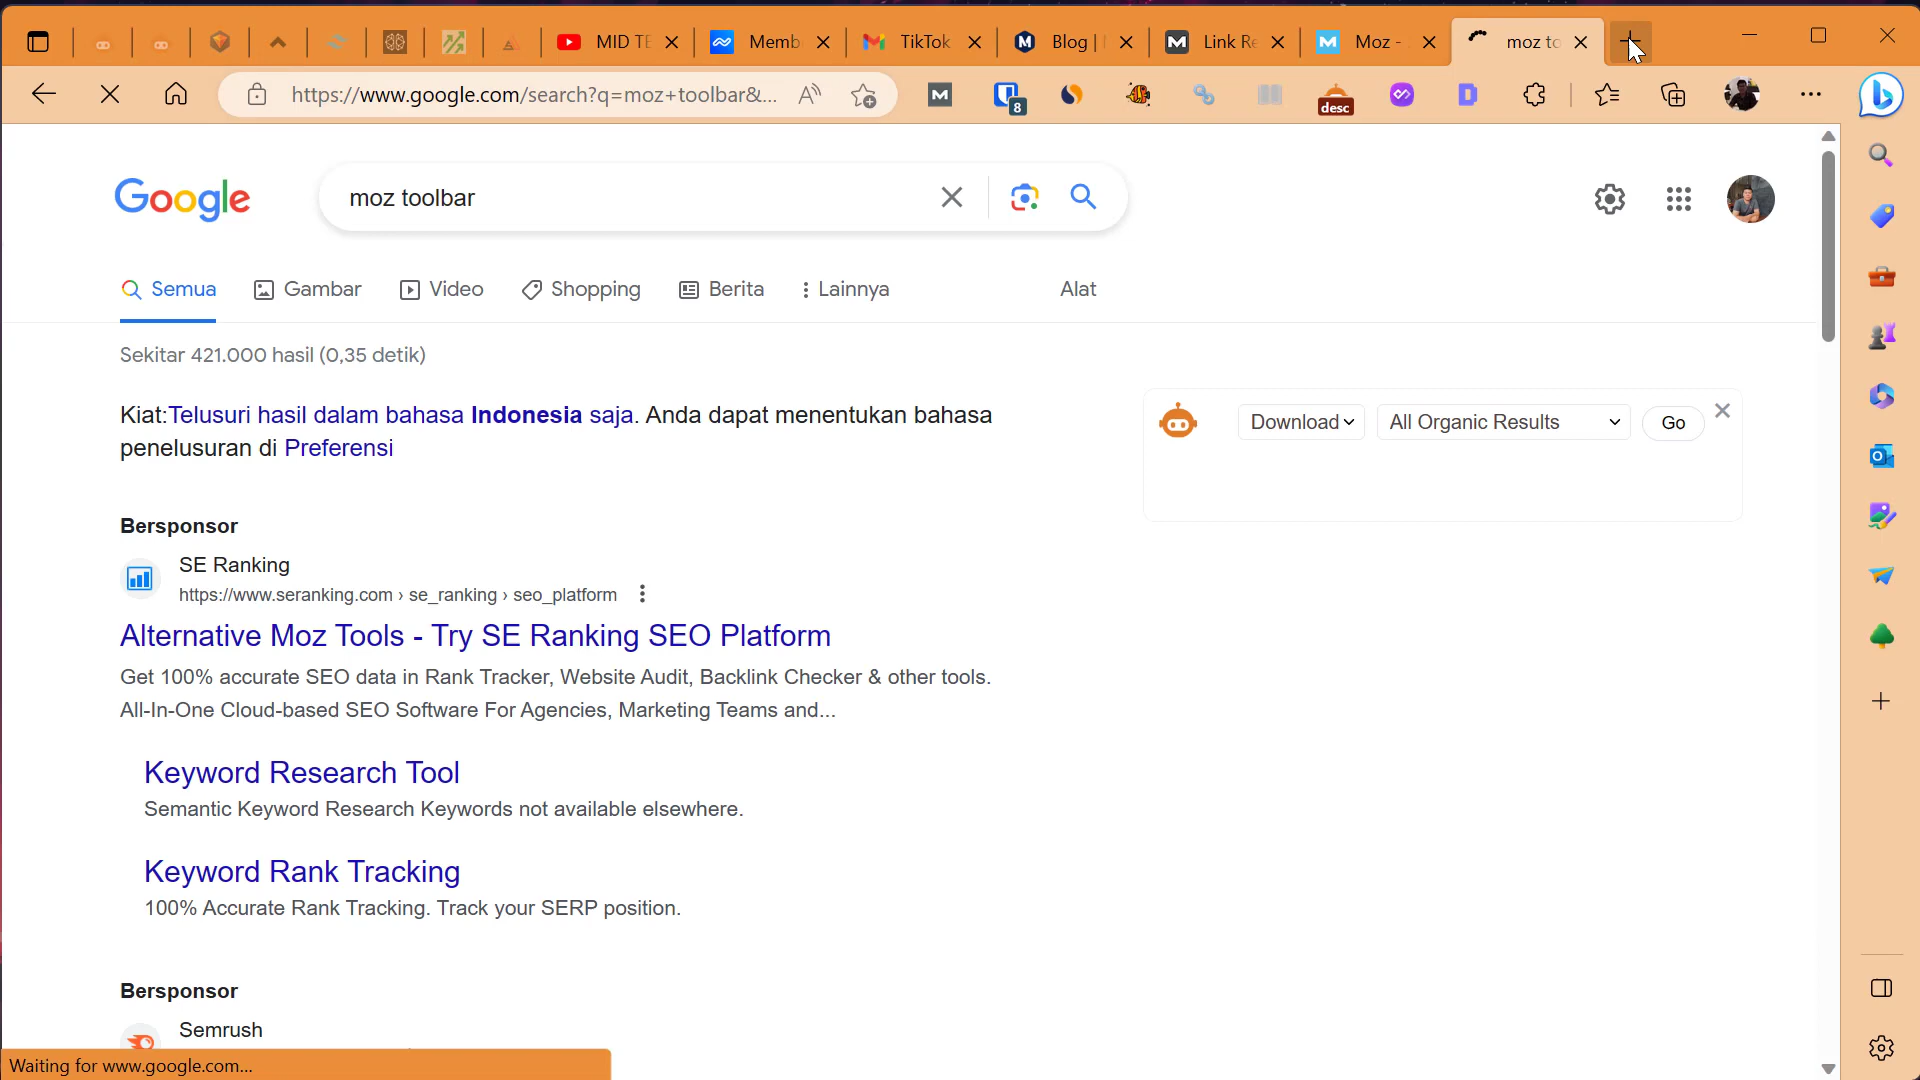 MID TE
Memb
TikTok
Blog |
Link Re
Moz -
moz to
https://www.google.com/search?q=moz+toolbar&...
8
desc
Google
moz toolbar
Semua
Gambar
Video
Shopping
Berita
Lainnya
Alat
Sekitar 421.000 hasil (0,35 detik)
Kiat:Telusuri hasil dalam bahasa Indonesia saja. Anda dapat menentukan bahasa
penelusuran di Preferensi
Download
All Organic Results
Go
Bersponsor
SE Ranking
https://www.seranking.com › se_ranking › seo_platform
Alternative Moz Tools - Try SE Ranking SEO Platform
Get 100% accurate SEO data in Rank Tracker, Website Audit, Backlink Checker & other tools.
All-In-One Cloud-based SEO Software For Agencies, Marketing Teams and...
Keyword Research Tool
Semantic Keyword Research Keywords not available elsewhere.
Keyword Rank Tracking
100% Accurate Rank Tracking. Track your SERP position.
Bersponsor
Semrush
Waiting for www.google.com...